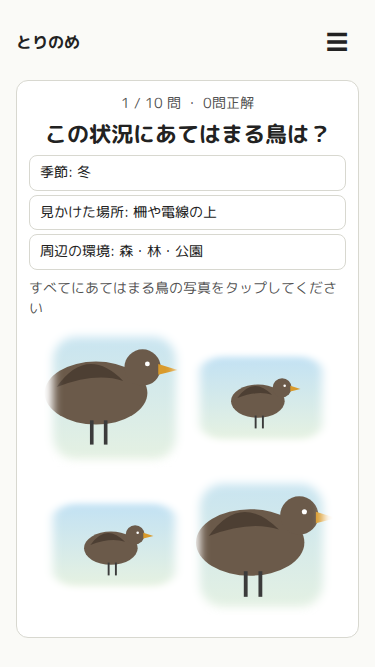 とりのめ
1 / 10 問 · 0問正解
この状況にあてはまる鳥は？
季節: 冬
見かけた場所: 柵や電線の上
周辺の環境: 森・林・公園
すべてにあてはまる鳥の写真をタップしてくださ
い